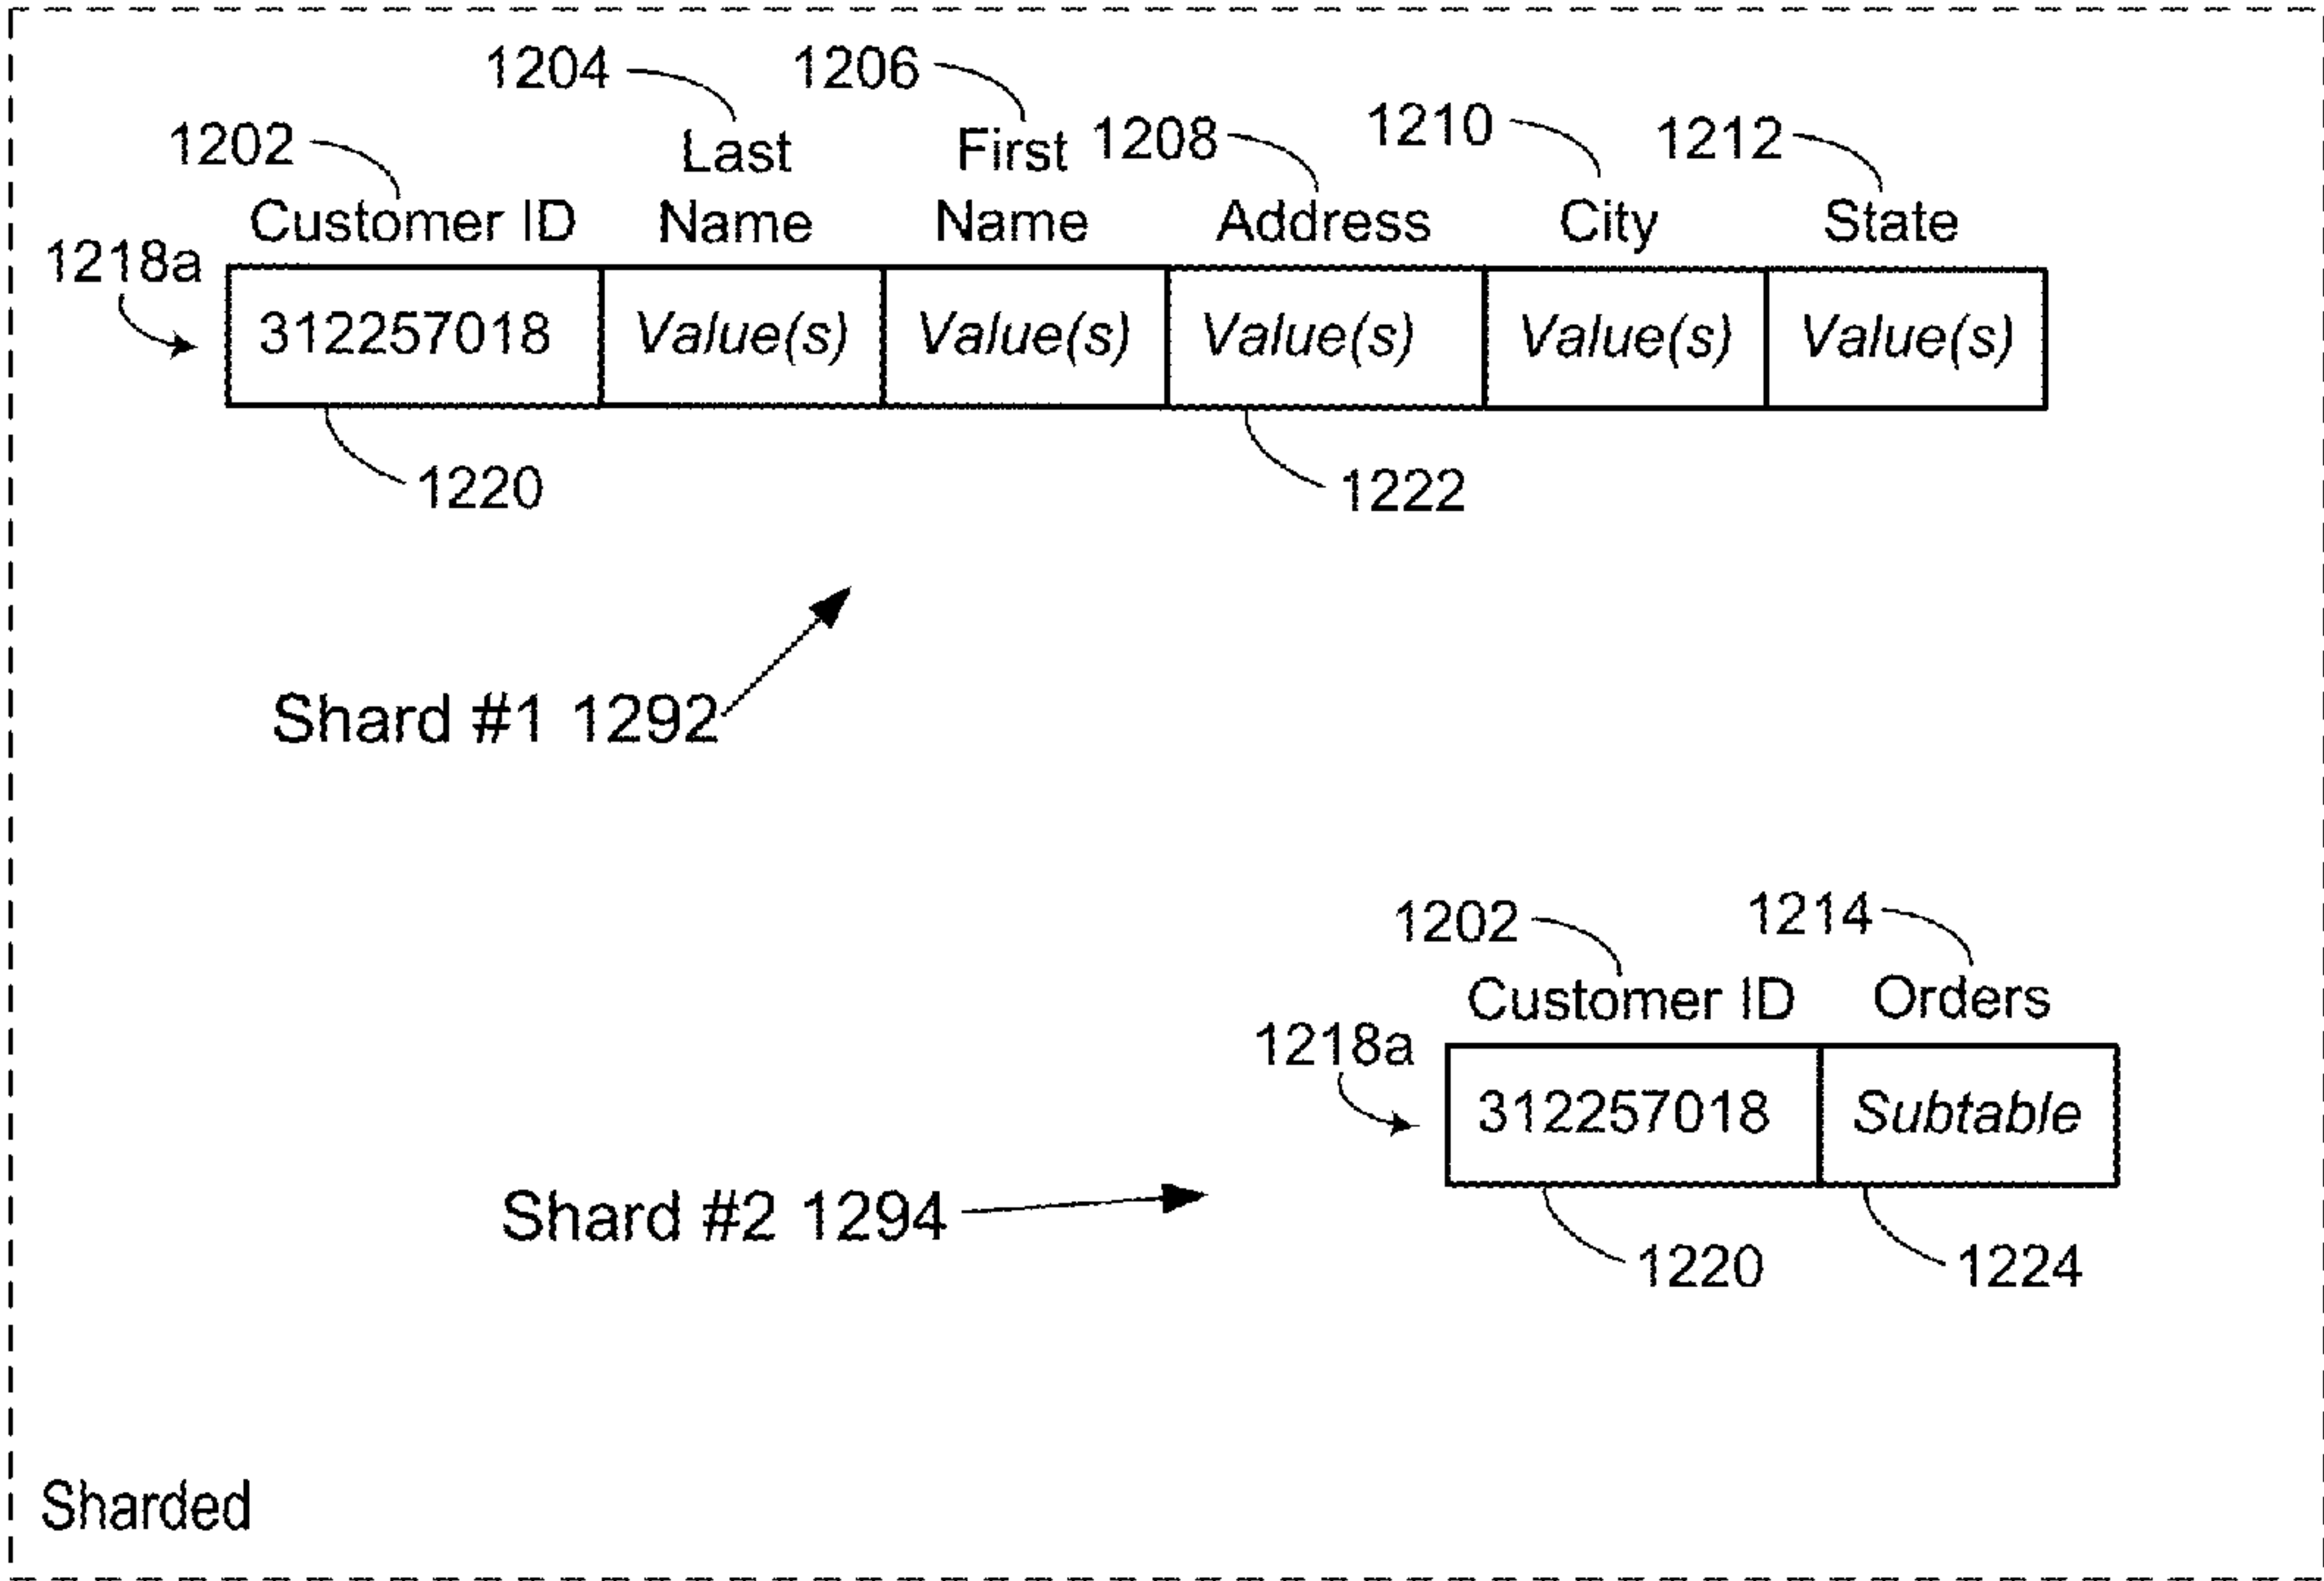 1204 1206
1202 Last First 1208 1210 1212
Customer ID Name Name Address City State
1218a
312257018 Value(s) Value(s) Value(s) Value(s) Value(s)
1220 1222
Shard #1 1292
1202 1214
Customer ID Orders
1218a
312257018 Subtable
Shard #2 1294
1220 1224
Sharded